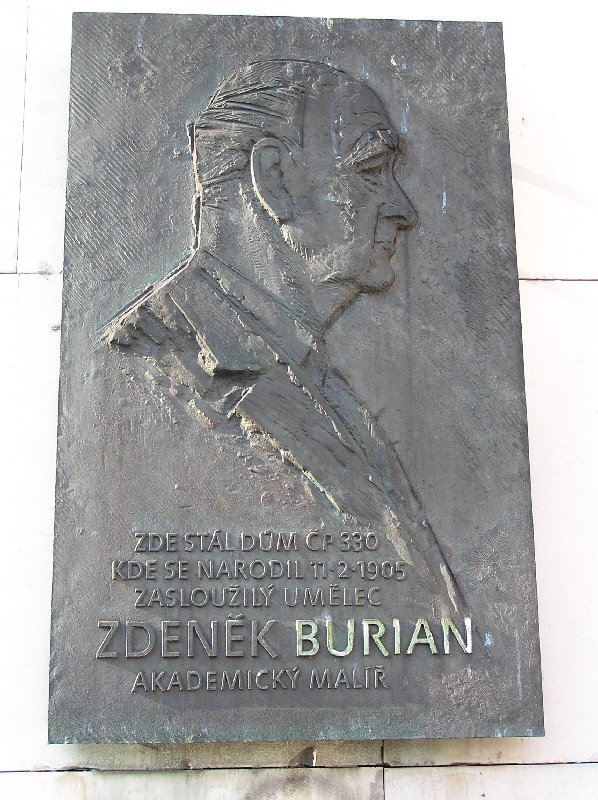 ZDE STÁL DŮM ČP. 330
KDE SE NARODIL 11·2·1905
ZASLOUŽILÝ UMĚLEC
ZDENĚK BURIAN
AKADEMICKÝ MALÍŘ